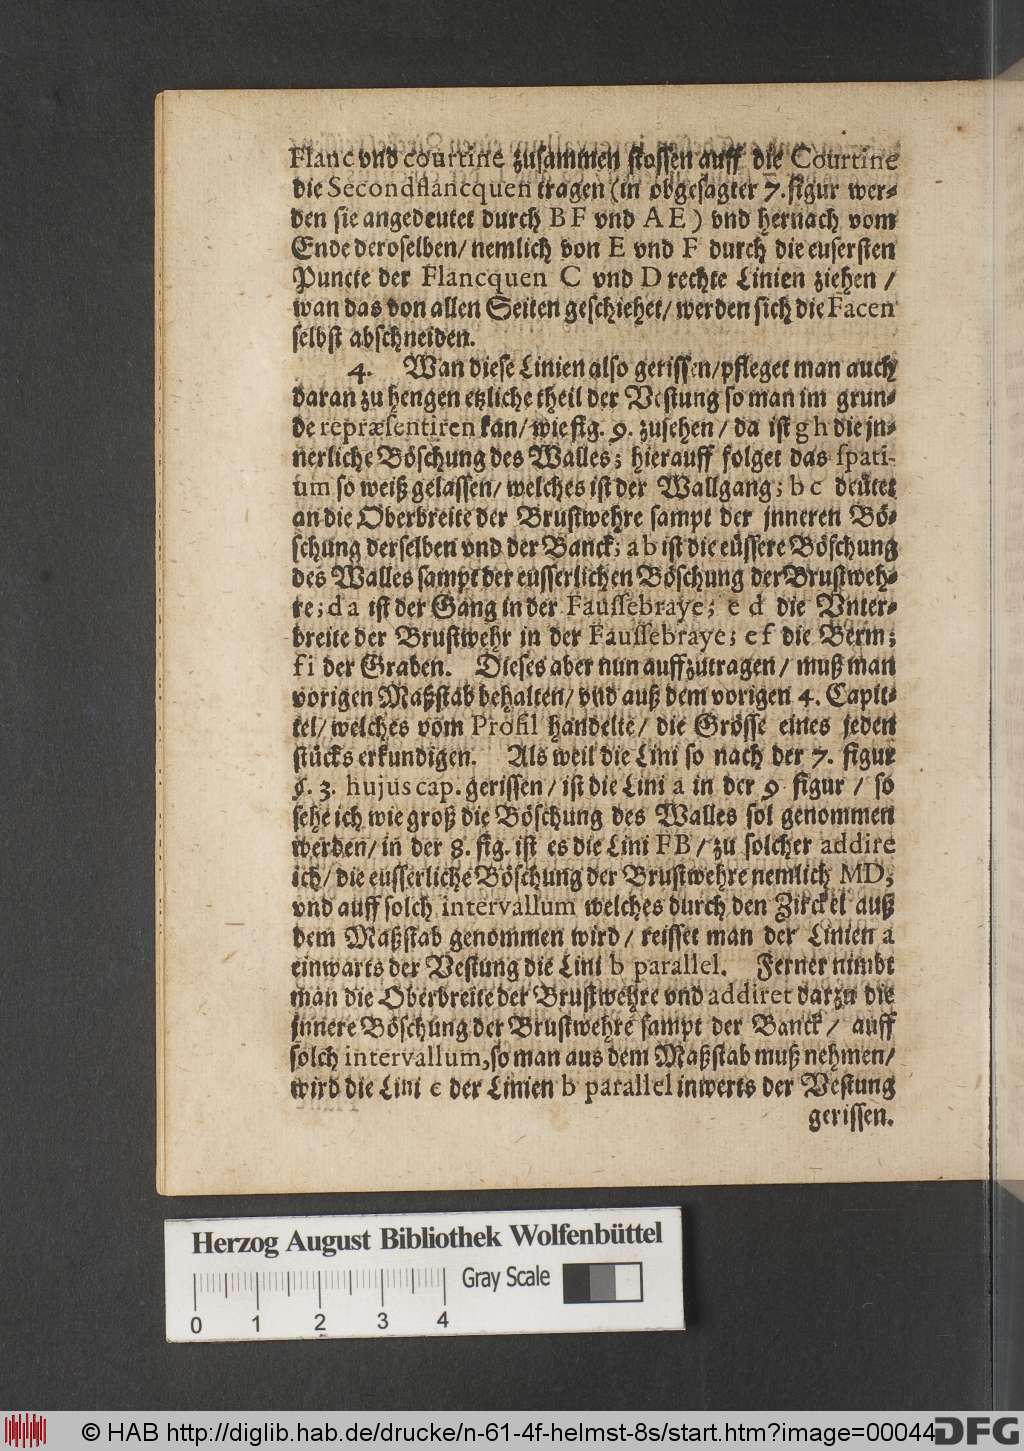 Flanc vnd courtine zusammen stossen auff die Courtine
die Secondflancquen tragen (in obgesagter 7. figur wer-
den sie angedeutet durch B F vnd A E) vnd hernach vom
Ende deroselben/ nemlich von E vnd F durch die eusersten
Puncte der Flancquen C vnd D rechte Linien ziehen /
wan das von allen Seiten geschiehet/ werden sich die Facen
selbst abschneiden.
4. Wan diese Linien also gerissen/pfleget man auch
daran zu hengen etzliche theil der Vestung so man im grun-
de repræsentiren kan/ wie fig. 9. zusehen / da ist g h die jn-
nerliche Böschung des Walles; hierauff folget das spati-
um so weiß gelassen/ welches ist der Wallgang; b c deütet
an die Oberbreite der Brustwehre sampt der jnneren Bö-
schung derselben vnd der Banck; a b ist die eüssere Böschung
des Walles sampt der eusserlichen Böschung der Brustweh-
re; d a ist der Gang in der Faussebraye; e d die Vnter-
breite der Brustwehr in der Faussebraye; e f die Berm;
f i der Graben. Dieses aber nun auffzutragen / muß man
vorigen Maßstab behalten/ vnd auß dem vorigen 4. Capit-
tel/ welches vom Profil handelte/ die Grösse eines jeden
stücks erkundigen. Als weil die Lini so nach der 7. figur
§. 3. hujus cap. gerissen / ist die Lini a in der 9 figur / so
sehe ich wie groß die Böschung des Walles sol genommen
werden/ in der 8. fig. ist es die Lini FB / zu solcher addire
ich/ die eusserliche Böschung der Brustwehre nemlich MD,
vnd auff solch intervallum welches durch den Zirckel auß
dem Maßstab genommen wird / reisset man der Linien a
einwarts der Vestung die Lini b parallel. Ferner nimbt
man die Oberbreite der Brustwehre vnd addiret darzu die
jnnere Böschung der Brustwehre sampt der Banck / auff
solch intervallum, so man aus dem Maßstab muß nehmen/
wird die Lini c der Linien b parallel inwerts der Vestung
gerissen.
Herzog August Bibliothek Wolfenbüttel
Gray Scale
0 1 2 3 4
© HAB http://diglib.hab.de/drucke/n-61-4f-helmst-8s/start.htm?image=00044
DFG